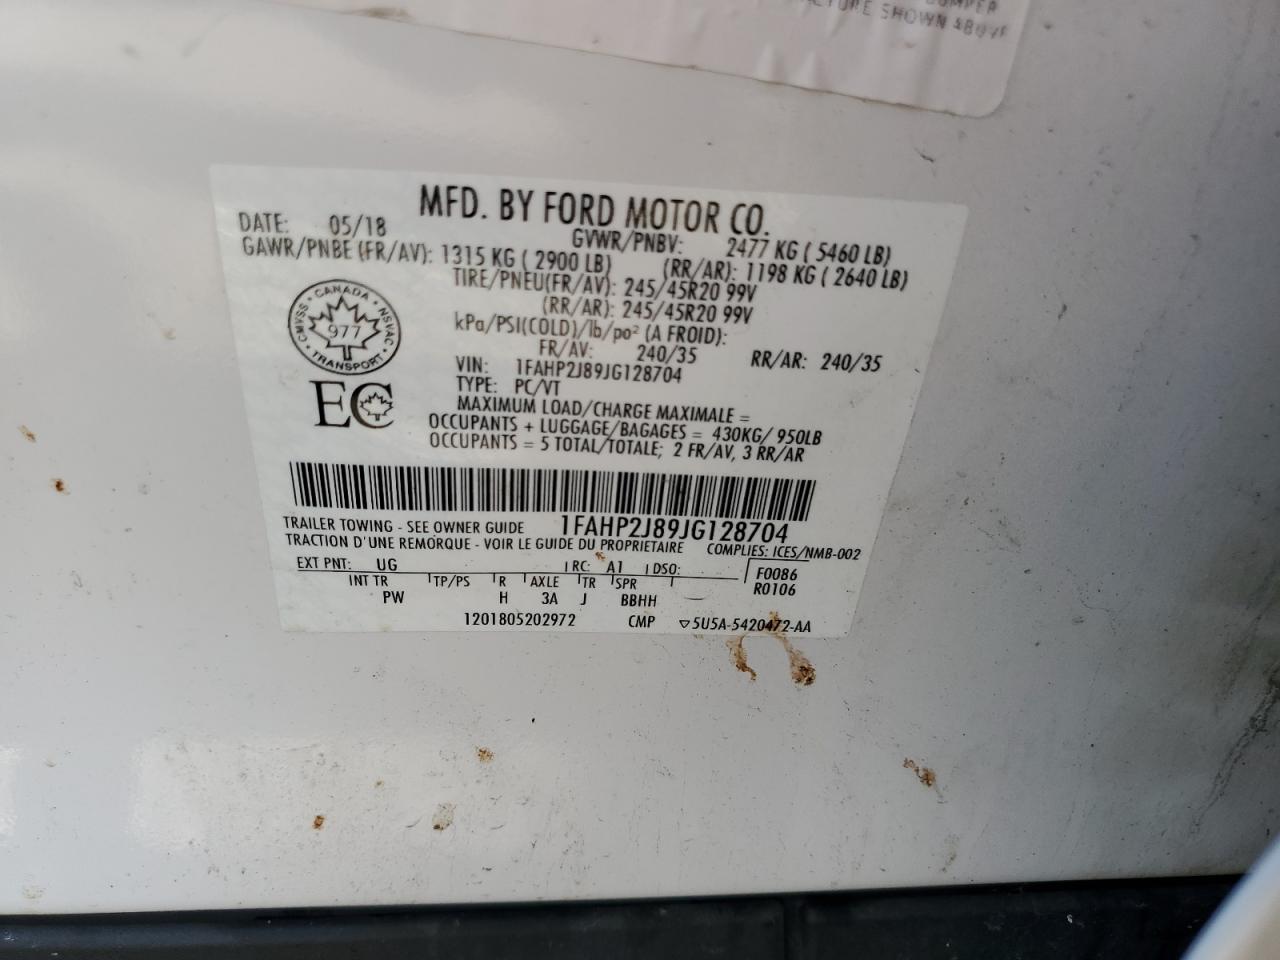 BUMPER
SHOWN ABOVE
MFD. BY FORD MOTOR CO.
DATE: 05/18 GVWR/PNBV: 2477 KG ( 5460 LB)
GAWR/PNBE (FR/AV): 1315 KG ( 2900 LB) (RR/AR): 1198 KG ( 2640 LB)
TIRE/PNEU(FR/AV): 245/45R20 99V
(RR/AR): 245/45R20 99V
kPa/PSI(COLD)/lb/po² (A FROID):
FR/AV: 240/35 RR/AR: 240/35
VIN: 1FAHP2J89JG128704
TYPE: PC/VT
MAXIMUM LOAD/CHARGE MAXIMALE =
OCCUPANTS + LUGGAGE/BAGAGES = 430KG/ 950LB
OCCUPANTS = 5 TOTAL/TOTALE; 2 FR/AV, 3 RR/AR
CMVSS · CANADA · NSVAC · TRANSPORT ·
977
EC
1FAHP2J89JG128704
TRAILER TOWING - SEE OWNER GUIDE
TRACTION D'UNE REMORQUE - VOIR LE GUIDE DU PROPRIETAIRE COMPLIES: ICES/NMB-002
EXT PNT: UG RC: A1 DSO: F0086
INT TR TP/PS R AXLE TR SPR R0106
PW H 3A J BBHH
1201805202972 CMP ▽5U5A-5420472-AA